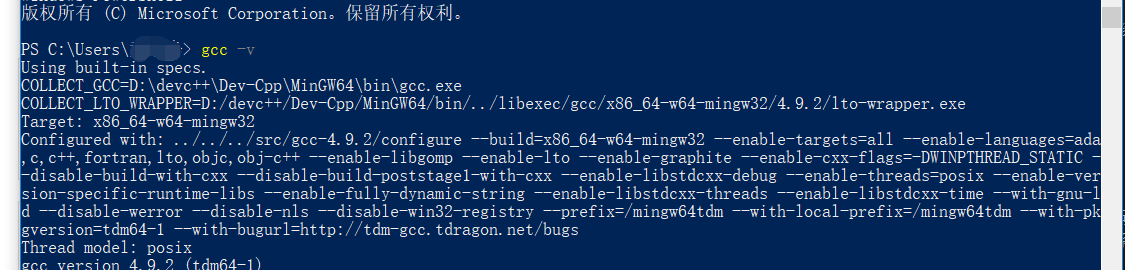 版权所有 (C) Microsoft Corporation。保留所有权利。
PS C:\Users\ > gcc -v
Using built-in specs.
COLLECT_GCC=D:\devc++\Dev-Cpp\MinGW64\bin\gcc.exe
COLLECT_LTO_WRAPPER=D:/devc++/Dev-Cpp/MinGW64/bin/../libexec/gcc/x86_64-w64-mingw32/4.9.2/lto-wrapper.exe
Target: x86_64-w64-mingw32
Configured with: ../../../src/gcc-4.9.2/configure --build=x86_64-w64-mingw32 --enable-targets=all --enable-languages=ada
,c,c++,fortran,lto,objc,obj-c++ --enable-libgomp --enable-lto --enable-graphite --enable-cxx-flags=-DWINPTHREAD_STATIC -
-disable-build-with-cxx --disable-build-poststage1-with-cxx --enable-libstdcxx-debug --enable-threads=posix --enable-ver
sion-specific-runtime-libs --enable-fully-dynamic-string --enable-libstdcxx-threads --enable-libstdcxx-time --with-gnu-l
d --disable-werror --disable-nls --disable-win32-registry --prefix=/mingw64tdm --with-local-prefix=/mingw64tdm --with-pk
gversion=tdm64-1 --with-bugurl=http://tdm-gcc.tdragon.net/bugs
Thread model: posix
gcc version 4.9.2 (tdm64-1)